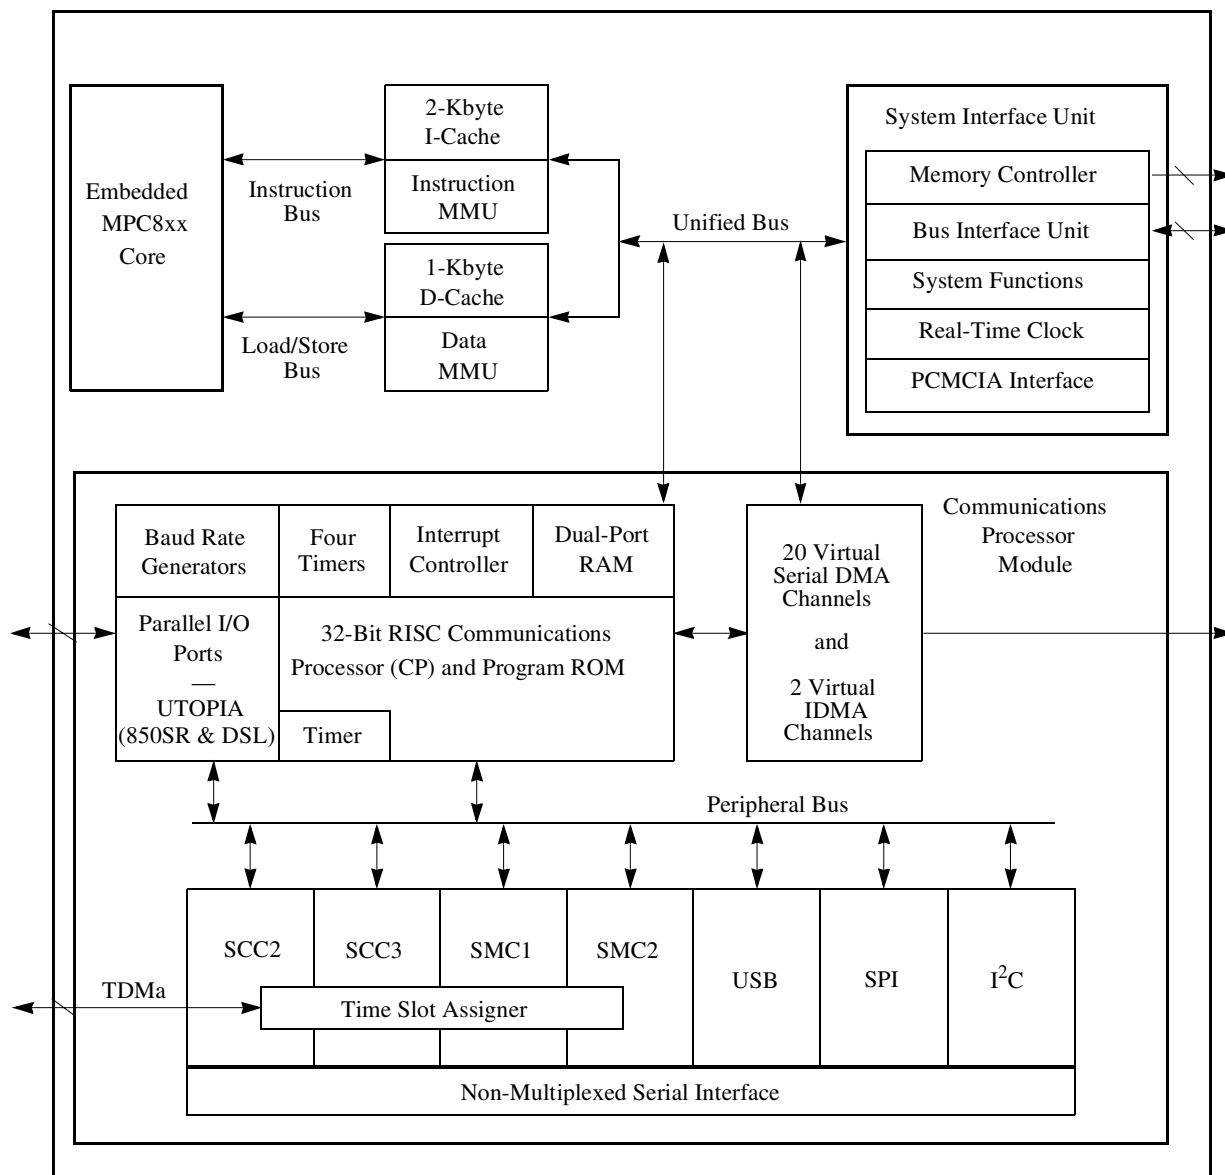 Embedded
MPC8xx
Core
Instruction
Bus
Load/Store
Bus
2-Kbyte
I-Cache
Instruction
MMU
1-Kbyte
D-Cache
Data
MMU
Unified Bus
System Interface Unit
Memory Controller
Bus Interface Unit
System Functions
Real-Time Clock
PCMCIA Interface
Communications
Processor
Module
Baud Rate
Generators
Four
Timers
Interrupt
Controller
Dual-Port
RAM
Parallel I/O
Ports
—
UTOPIA
(850SR & DSL)
32-Bit RISC Communications
Processor (CP) and Program ROM
Timer
20 Virtual
Serial DMA
Channels
and
2 Virtual
IDMA
Channels
Peripheral Bus
SCC2
SCC3
SMC1
SMC2
USB
SPI
I²C
TDMa
Time Slot Assigner
Non-Multiplexed Serial Interface